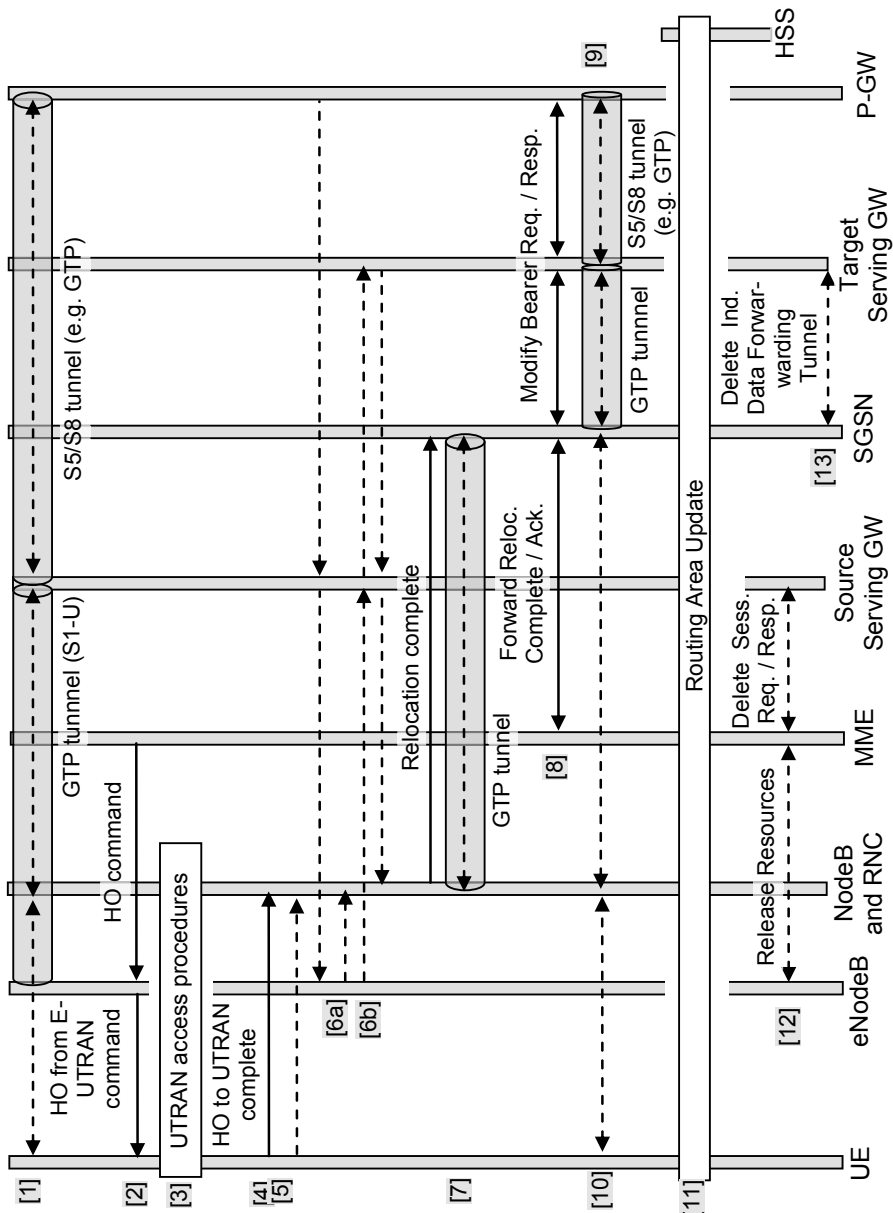 [1]
S5/S8 tunnel (e.g. GTP)
GTP tunnnel (S1-U)
HO from E-
UTRAN
command
[2]
HO command
[3]
UTRAN access procedures
HO to UTRAN
complete
[4]
[5]
[6a]
[6b]
Relocation complete
[7]
GTP tunnel
Forward Reloc.
Complete / Ack.
[8]
Modify Bearer Req. / Resp.
[9]
GTP tunnnel
S5/S8 tunnel
(e.g. GTP)
[10]
[11]
Routing Area Update
[12]
Release Resources
Delete Sess.
Req. / Resp.
[13]
Delete Ind.
Data Forwar-
warding
Tunnel
UE
eNodeB
NodeB
and RNC
MME
Source
Serving GW
SGSN
Target
Serving GW
P-GW
HSS